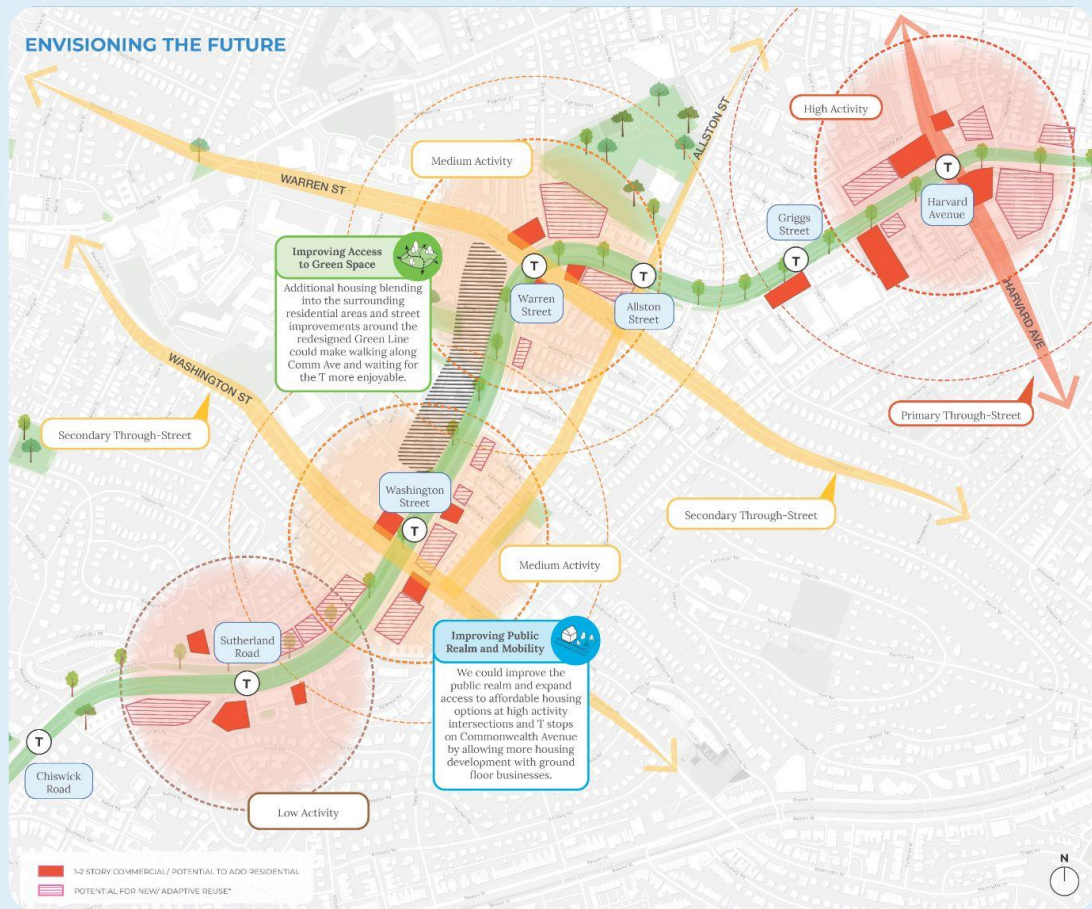 ENVISIONING THE FUTURE
High Activity
Medium Activity
ALLSTON ST
WARREN ST
T
Harvard
Avenue
Griggs
Street
T
Improving Access
to Green Space
Additional housing blending
into the surrounding
residential areas and street
improvements around the
redesigned Green Line
could make walking along
Comm Ave and waiting for
the T more enjoyable.
T
Warren
Street
T
Allston
Street
HARVARD AVE
WASHINGTON ST
Primary Through-Street
Secondary Through-Street
Washington
Street
T
Secondary Through-Street
Medium Activity
Sutherland
Road
T
Improving Public
Realm and Mobility
We could improve the
public realm and expand
access to affordable housing
options at high activity
intersections and T stops
on Commonwealth Avenue
by allowing more housing
development with ground
floor businesses.
T
Chiswick
Road
Low Activity
1-2 STORY COMMERCIAL/ POTENTIAL TO ADD RESIDENTIAL
POTENTIAL FOR NEW/ ADAPTIVE REUSE*
N